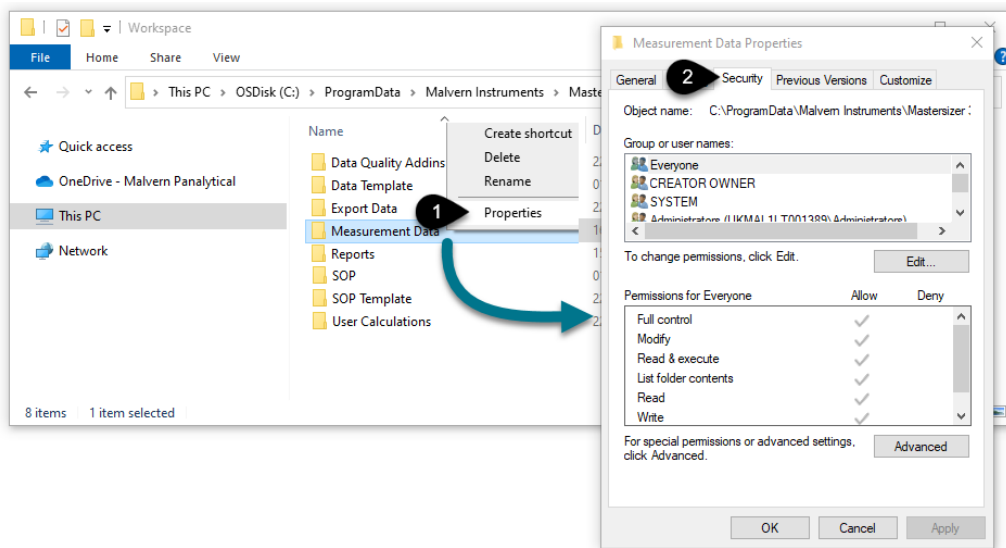 Workspace
File Home Share View
This PC > OSDisk (C:) > ProgramData > Malvern Instruments >
Name
Quick access
OneDrive - Malvern Panalytical
This PC
Network
Data Quality Addins
Data Template
Export Data
Measurement Data
Reports
SOP
SOP Template
User Calculations
Create shortcut
Delete
Rename
1 Properties
8 items 1 item selected
Measurement Data Properties
General 2 Security Previous Versions Customize
Object name: C:\ProgramData\Malvern Instruments\Mastersizer
Group or user names:
Everyone
CREATOR OWNER
SYSTEM
Administrators (UKMAL1LT001389\Administrators)
To change permissions, click Edit.
Edit...
Permissions for Everyone Allow Deny
Full control
Modify
Read & execute
List folder contents
Read
Write
For special permissions or advanced settings,
click Advanced.
Advanced
OK Cancel Apply